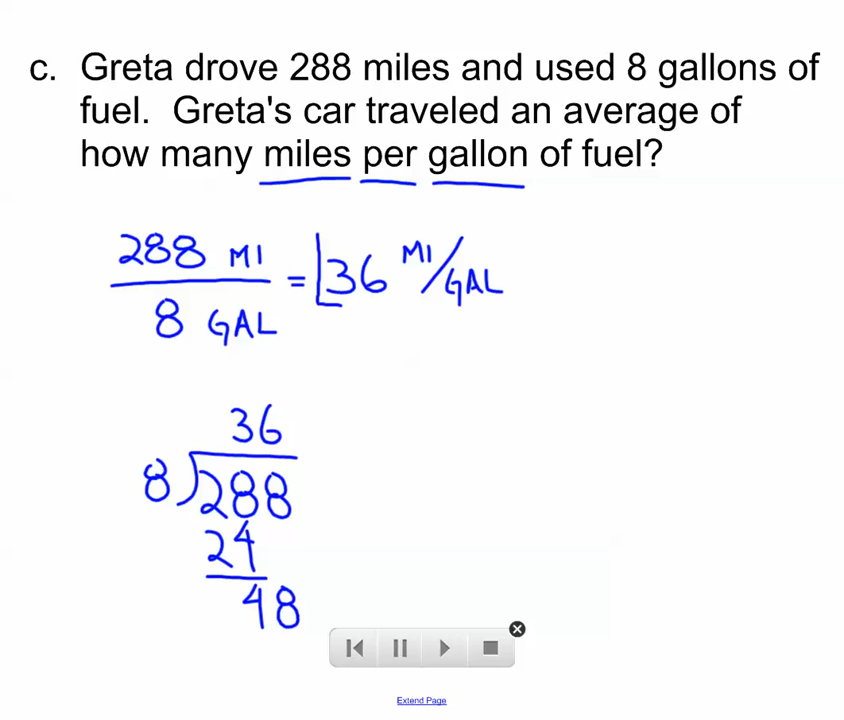 c. Greta drove 288 miles and used 8 gallons of
fuel. Greta's car traveled an average of
how many miles per gallon of fuel?
288 MI
8 GAL
= 36 MI/GAL
36
8 288
24
48
Extend Page